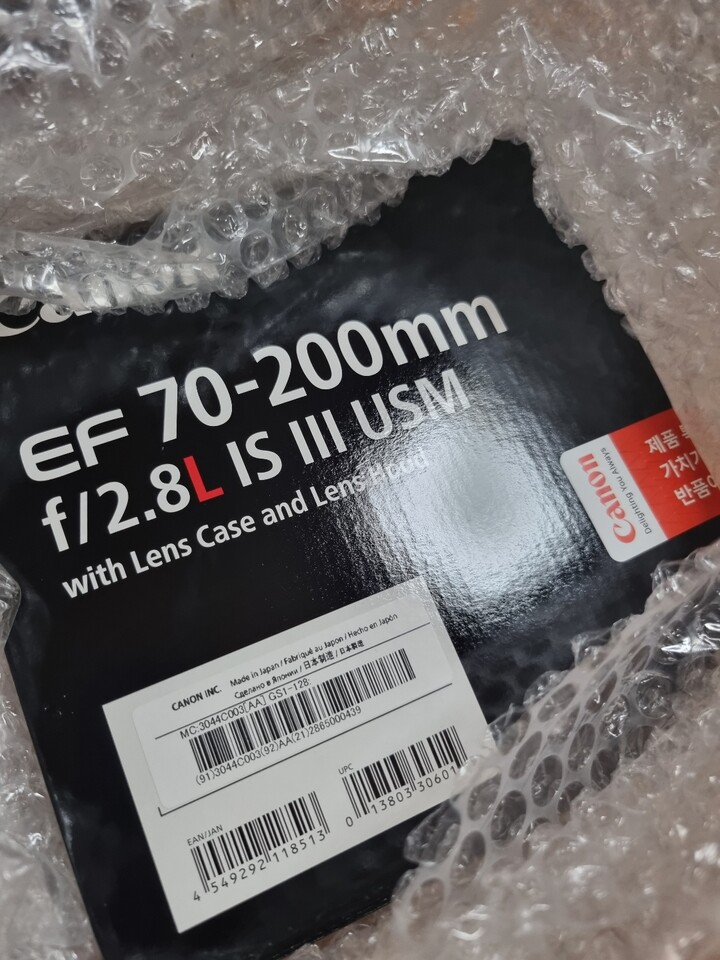 EF 70-200mm
f/2.8L IS III USM
with Lens Case and Lens Hood
Canon
Delighting You Always
제품
가치가
반품
CANON INC.
Made in Japan / Fabriqué au Japon / Hecho en Japón
Сделано в Японии / 日本制造 / 日本製造
MC:3044C003[AA] GS1-128:
(91)3044C003(92)AA(21)2865000439
EAN/JAN
4 549292 118513
UPC
0 13803 30601